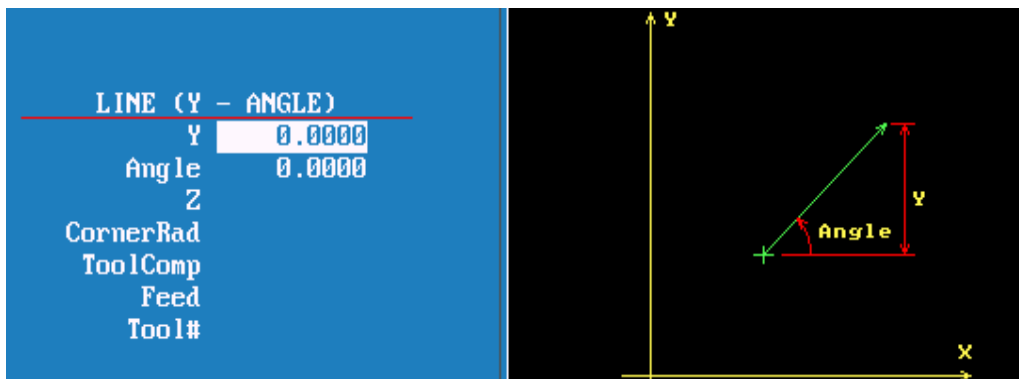 LINE (Y - ANGLE)
Y 0.0000
Angle 0.0000
Z
CornerRad
ToolComp
Feed
Tool#
Y
Y
Angle
X